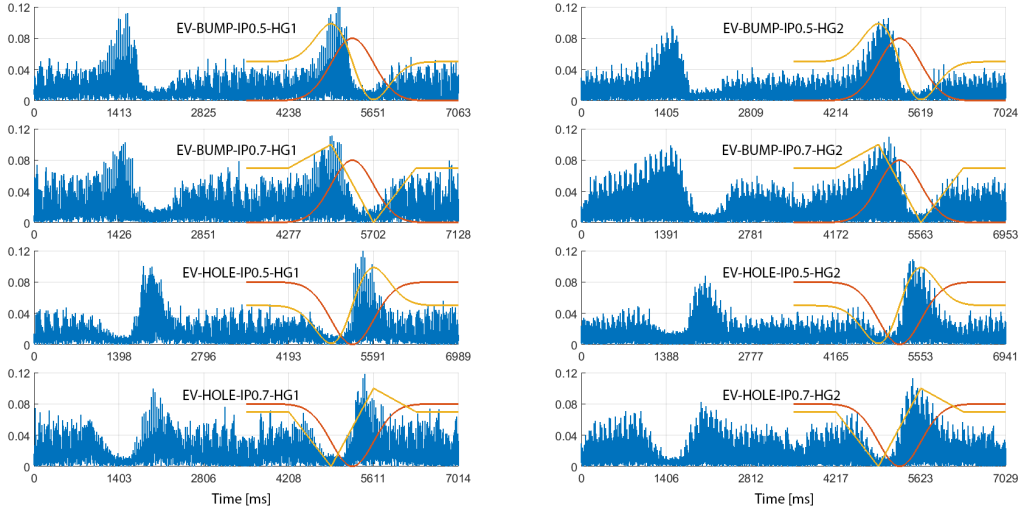 0.12 EV-BUMP-IP0.5-HG1
0.08
0.04
0
0 1413 2825 4238 5651 7063
0.12 EV-BUMP-IP0.7-HG1
0.08
0.04
0
0 1426 2851 4277 5702 7128
0.12 EV-HOLE-IP0.5-HG1
0.08
0.04
0
0 1398 2796 4193 5591 6989
0.12 EV-HOLE-IP0.7-HG1
0.08
0.04
0
0 1403 2806 4208 5611 7014
Time [ms]
0.12 EV-BUMP-IP0.5-HG2
0.08
0.04
0
0 1405 2809 4214 5619 7024
0.12 EV-BUMP-IP0.7-HG2
0.08
0.04
0
0 1391 2781 4172 5563 6953
0.12 EV-HOLE-IP0.5-HG2
0.08
0.04
0
0 1388 2777 4165 5553 6941
0.12 EV-HOLE-IP0.7-HG2
0.08
0.04
0
0 1406 2812 4217 5623 7029
Time [ms]